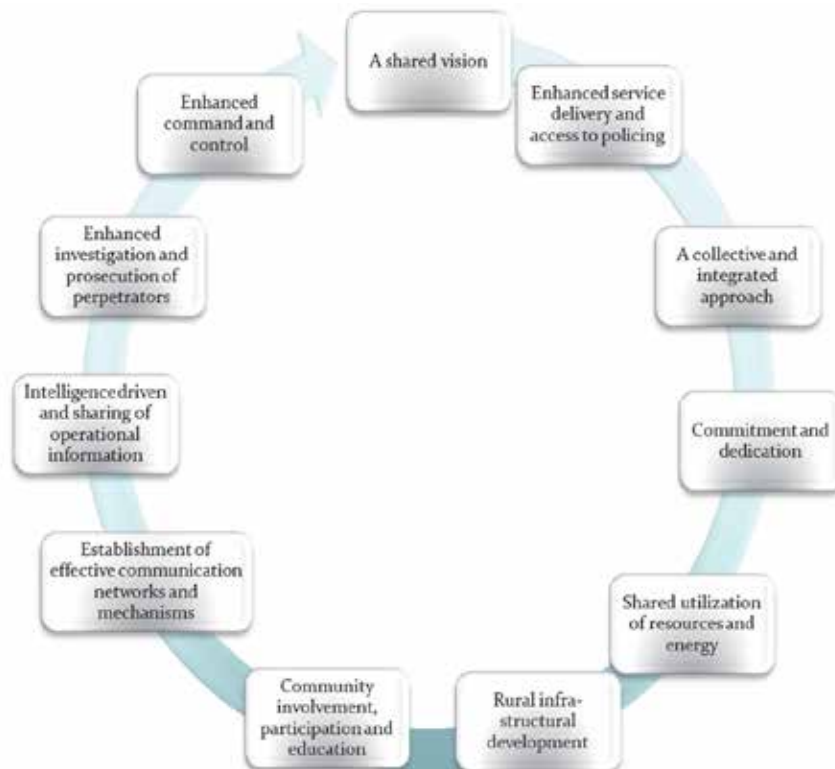 A shared vision
Enhanced service
delivery and
access to policing
A collective and
integrated
approach
Commitment and
dedication
Shared utilization
of resources and
energy
Rural infra-
structural
development
Community
involvement,
participation and
education
Establishment of
effective communication
networks and
mechanisms
Intelligence driven
and sharing of
operational
information
Enhanced
investigation and
prosecution of
perpetrators
Enhanced
command and
control